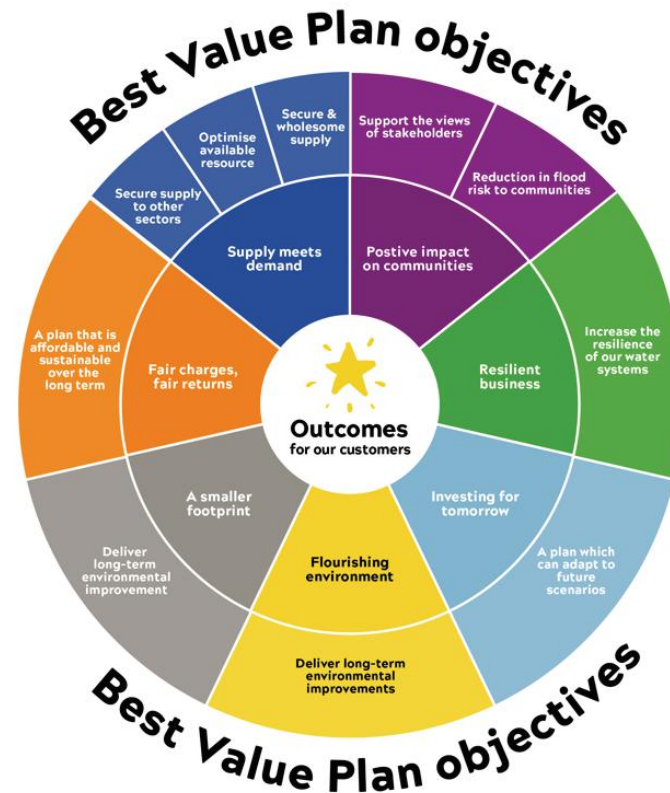 Best Value Plan objectives
Secure &
wholesome
supply
Support the views
of stakeholders
Optimise
available
resource
Reduction in flood
risk to communities
Secure supply
to other
sectors
Supply meets
demand
Postive impact
on communities
A plan that is
affordable and
sustainable
over the
long term
Fair charges,
fair returns
Resilient
business
Increase the
resilience
of our water
systems
Outcomes
for our customers
A smaller
footprint
Investing for
tomorrow
Deliver
long-term
environmental
improvement
Flourishing
environment
A plan which
can adapt to
future
scenarios
Deliver long-term
environmental
improvements
Best Value Plan objectives